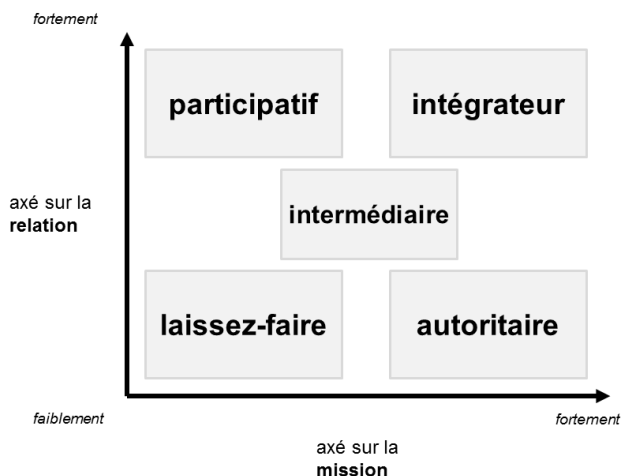 fortement
participatif
intégrateur
axé sur la
relation
intermédiaire
laissez-faire
autoritaire
faiblement
fortement
axé sur la
mission